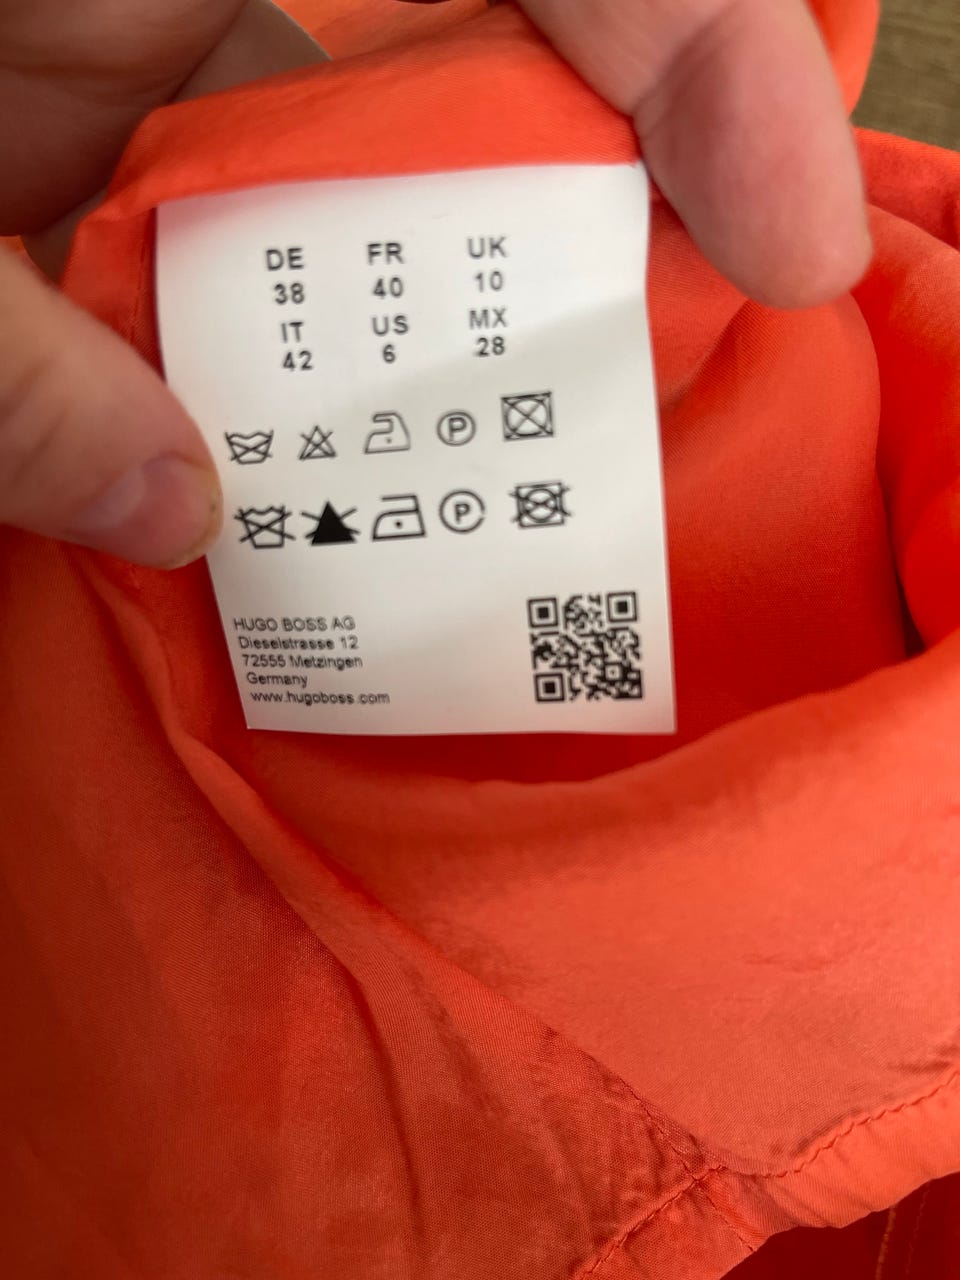 DE FR UK
38 40 10
IT US MX
42 6 28
P
P
HUGO BOSS AG
Dieselstrasse 12
72555 Metzingen
Germany
www.hugoboss.com